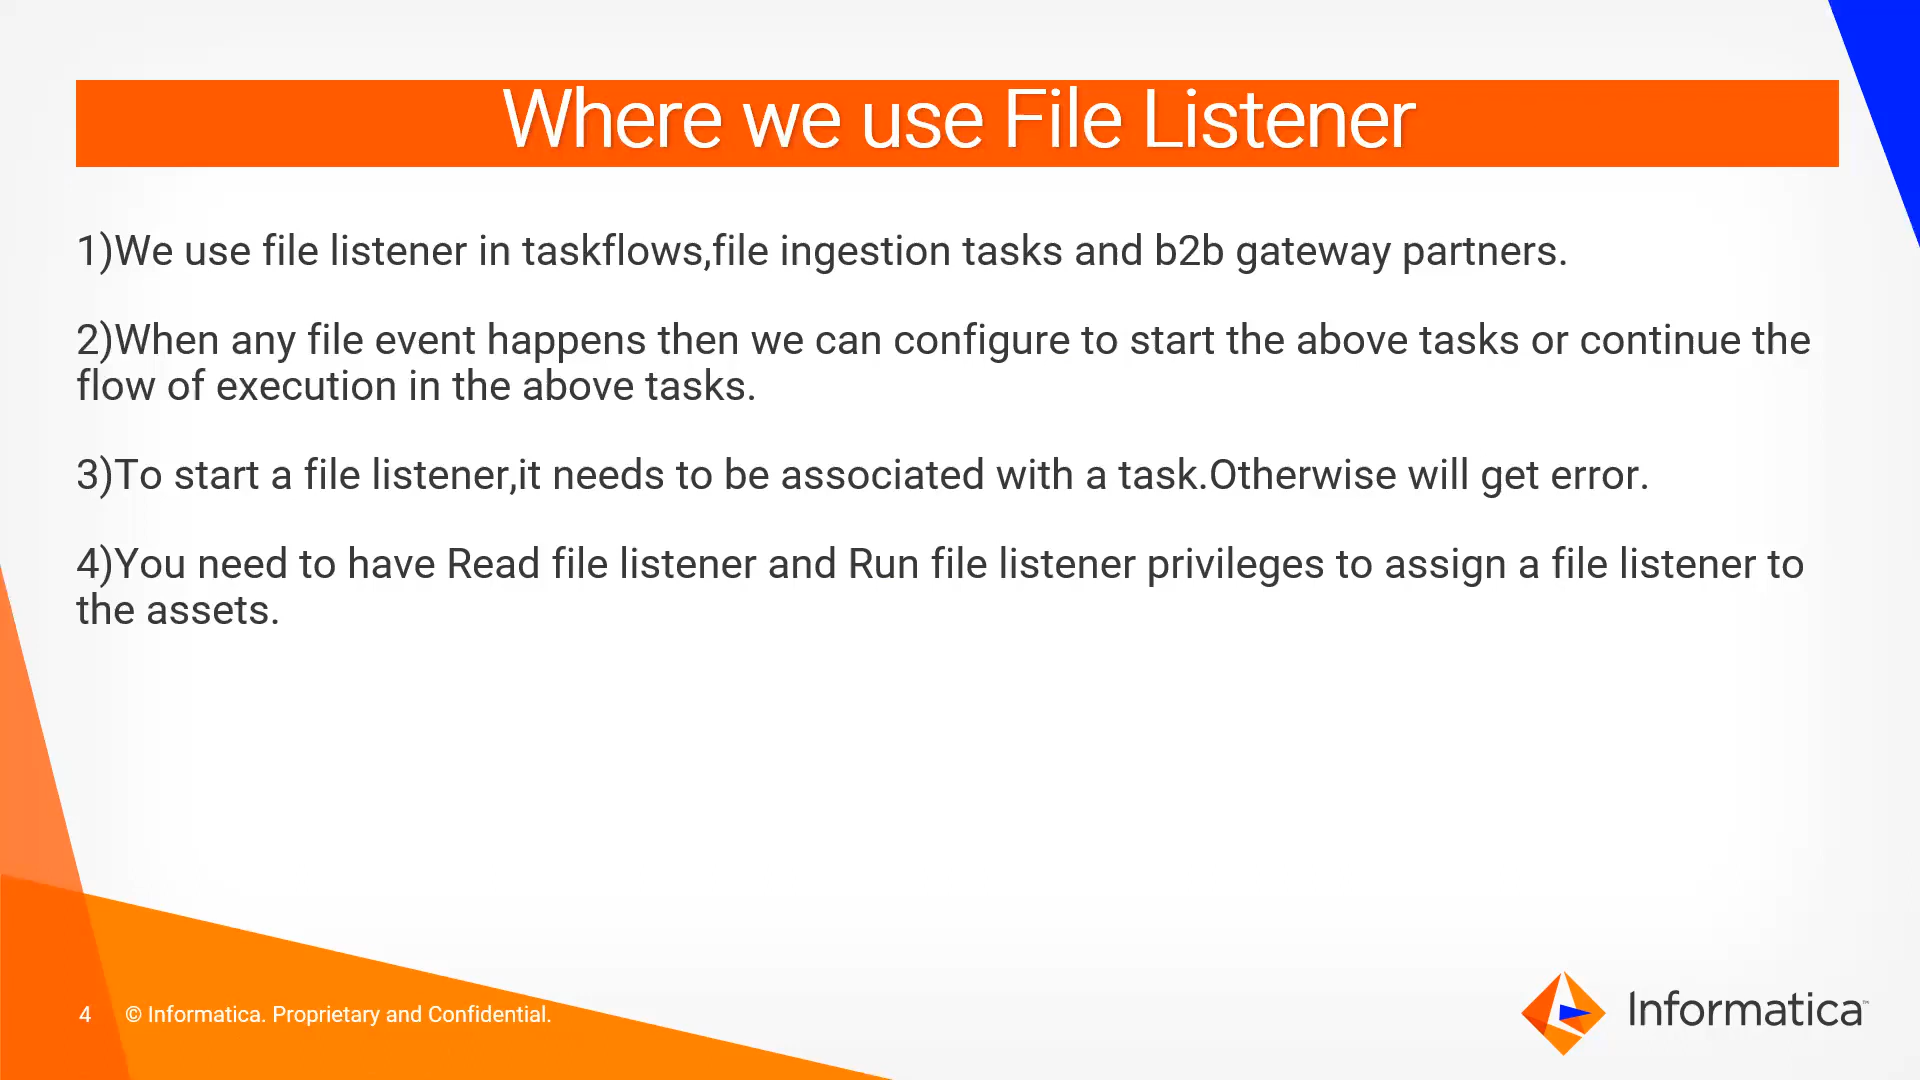 Where we use File Listener
1)We use file listener in taskflows,file ingestion tasks and b2b gateway partners.
2)When any file event happens then we can configure to start the above tasks or continue the
flow of execution in the above tasks.
3)To start a file listener,it needs to be associated with a task.Otherwise will get error.
4)You need to have Read file listener and Run file listener privileges to assign a file listener to
the assets.
4 © Informatica. Proprietary and Confidential.
Informatica™